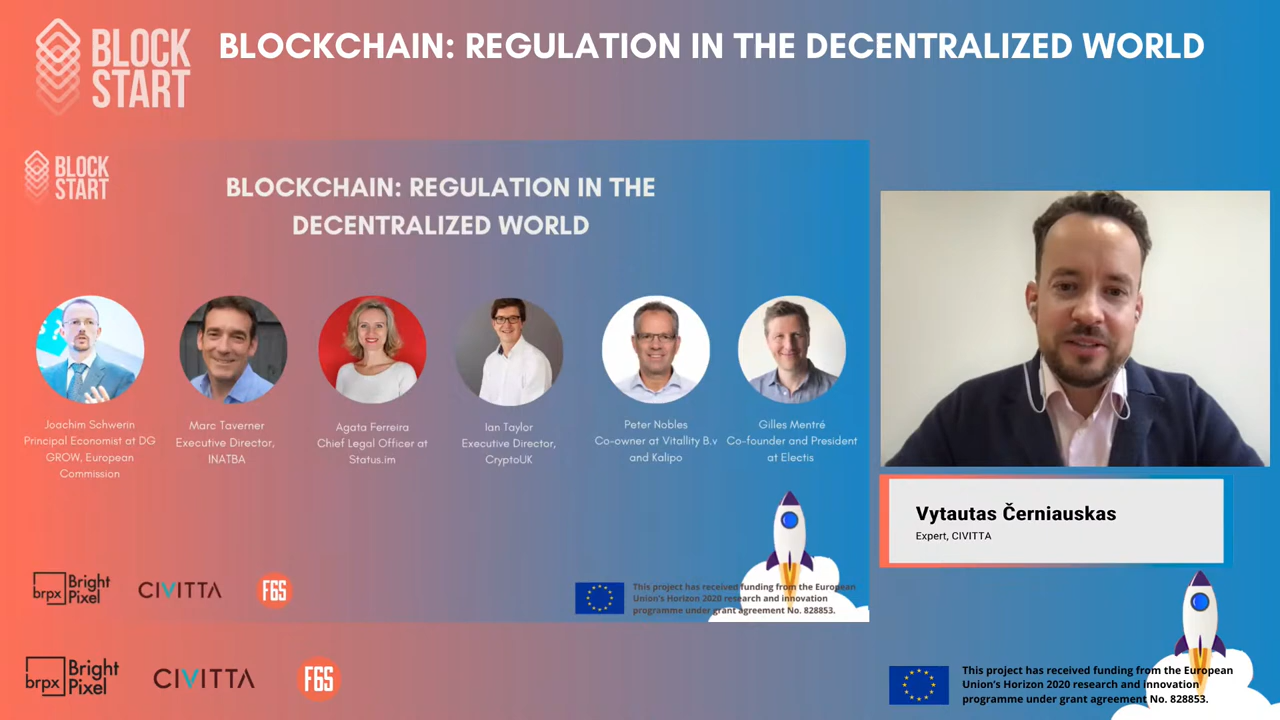 BLOCK
START
BLOCKCHAIN: REGULATION IN THE DECENTRALIZED WORLD
BLOCK
START
BLOCKCHAIN: REGULATION IN THE
DECENTRALIZED WORLD
Joachim Schwerin
Principal Economist at DG
GROW, European
Commission
Marc Taverner
Executive Director,
INATBA
Agata Ferreira
Chief Legal Officer at
Status.im
Ian Taylor
Executive Director,
CryptoUK
Peter Nobles
Co-owner at Vitallity B.v
and Kalipo
Gilles Mentré
Co-founder and President
at Electis
Vytautas Černiauskas
Expert, CIVITTA
brpx Bright
Pixel
CIVITTA
F6S
This project has received funding from the European
Union's Horizon 2020 research and innovation
programme under grant agreement No. 828853.
brpx Bright
Pixel
CIVITTA
F6S
This project has received funding from the European
Union's Horizon 2020 research and innovation
programme under grant agreement No. 828853.